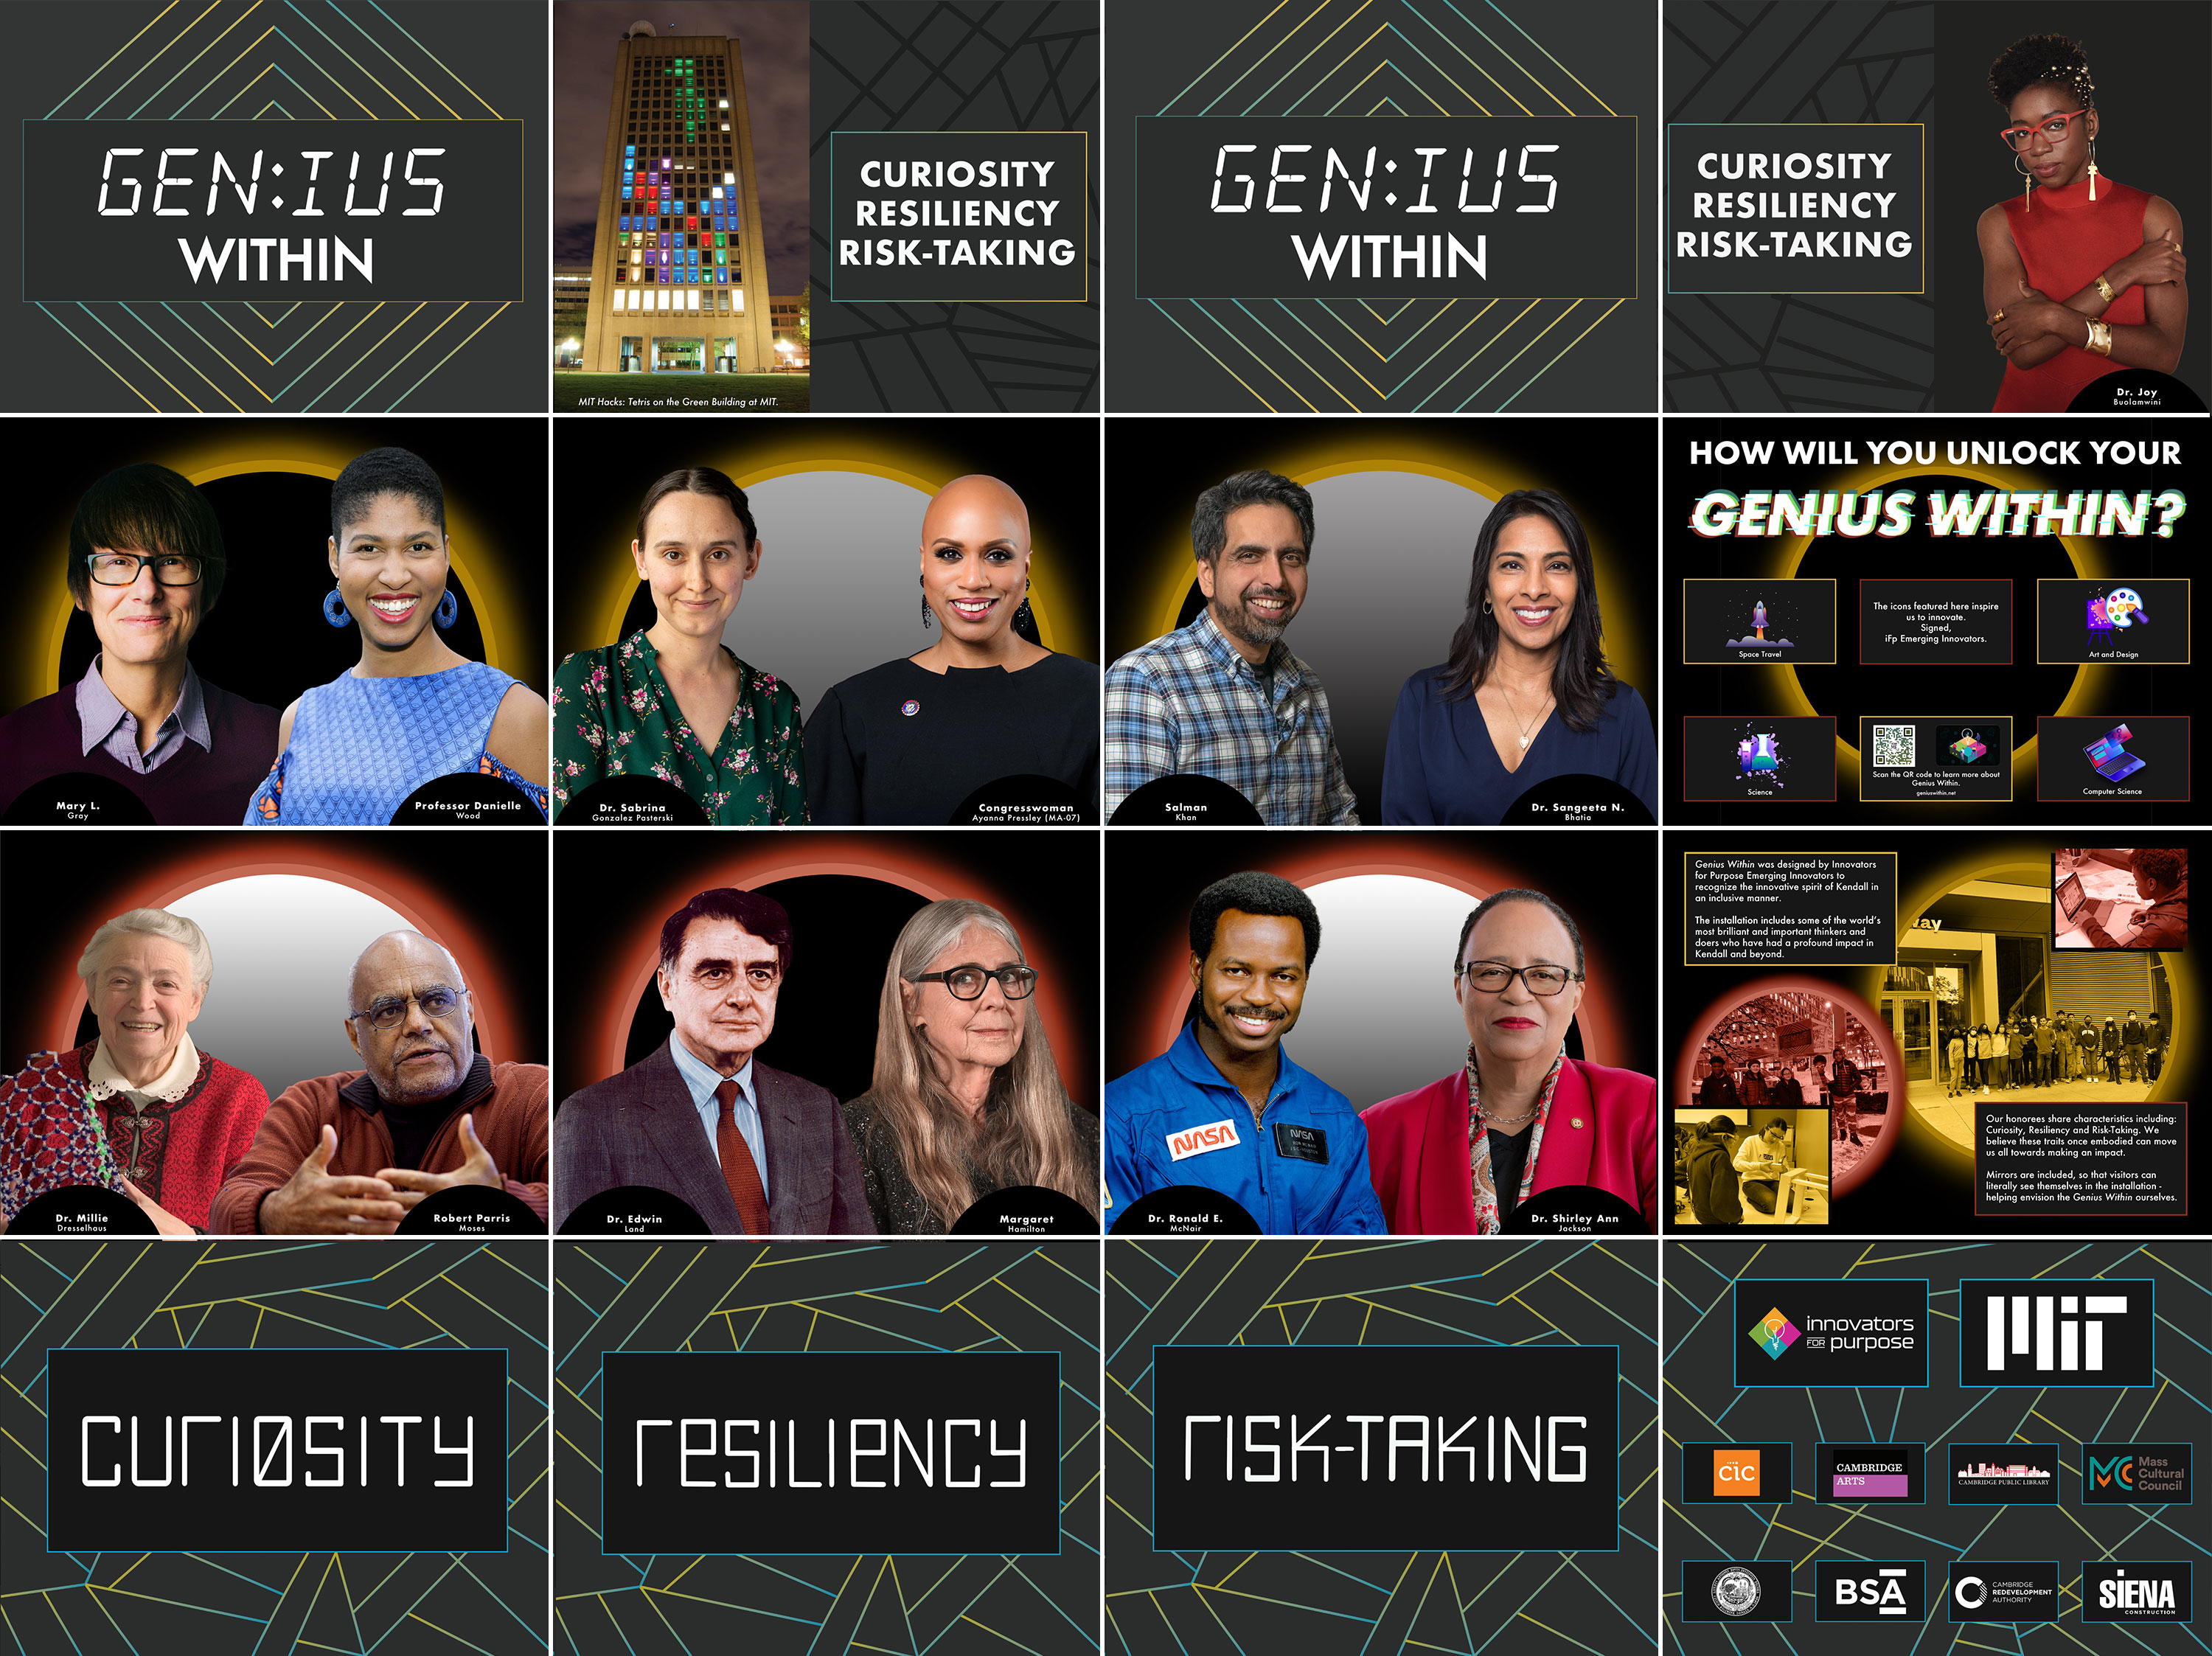 GEN:IUS
WITHIN
MIT Hacks: Tetris on the Green Building at MIT.
CURIOSITY
RESILIENCY
RISK-TAKING
GEN:IUS
WITHIN
CURIOSITY
RESILIENCY
RISK-TAKING
Dr. Joy
Buolamwini
Mary L.
Gray
Professor Danielle
Wood
Dr. Sabrina
Gonzalez Pasterski
Congresswoman
Ayanna Pressley (MA-07)
Salman
Khan
Dr. Sangeeta N.
Bhatia
HOW WILL YOU UNLOCK YOUR
GENIUS WITHIN?
Space Travel
The icons featured here inspire
us to innovate.
Signed,
iFp Emerging Innovators.
Art and Design
Science
Scan the QR code to learn more about
Genius Within.
geniuswithin.net
Computer Science
Dr. Millie
Dresselhaus
Robert Parris
Moses
Dr. Edwin
Land
Margaret
Hamilton
NASA
NASA
Dr. Ronald E.
McNair
Dr. Shirley Ann
Jackson
Genius Within was designed by Innovators
for Purpose Emerging Innovators to
recognize the innovative spirit of Kendall in
an inclusive manner.
The installation includes some of the world's
most brilliant and important thinkers and
doers who have had a profound impact in
Kendall and beyond.
way
Our honorees share characteristics including:
Curiosity, Resiliency and Risk-Taking. We
believe these traits once embodied can move
us all towards making an impact.
Mirrors are included, so that visitors can
literally see themselves in the installation -
helping envision the Genius Within ourselves.
CURIOSITY
resiliency
risk-taking
innovators
FOR purpose
MIT
cic
CAMBRIDGE
ARTS
CAMBRIDGE PUBLIC LIBRARY
MCC Mass
Cultural
Council
BSA
CAMBRIDGE
REDEVELOPMENT
AUTHORITY
SIENA
CONSTRUCTION